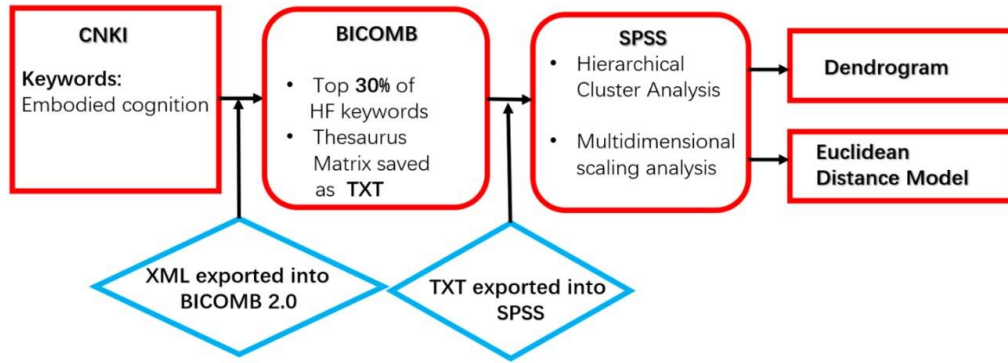 CNKI
Keywords:
Embodied cognition
BICOMB
• Top 30% of
HF keywords
• Thesaurus
Matrix saved
as TXT
SPSS
• Hierarchical
Cluster Analysis
• Multidimensional
scaling analysis
Dendrogram
Euclidean
Distance Model
XML exported into
BICOMB 2.0
TXT exported into
SPSS